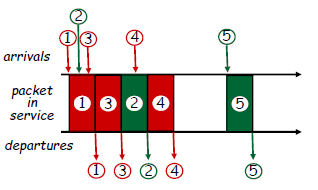 2
1 3 4 5
arrivals
packet
in
service
1 3 2 4 5
departures
1 3 2 4 5